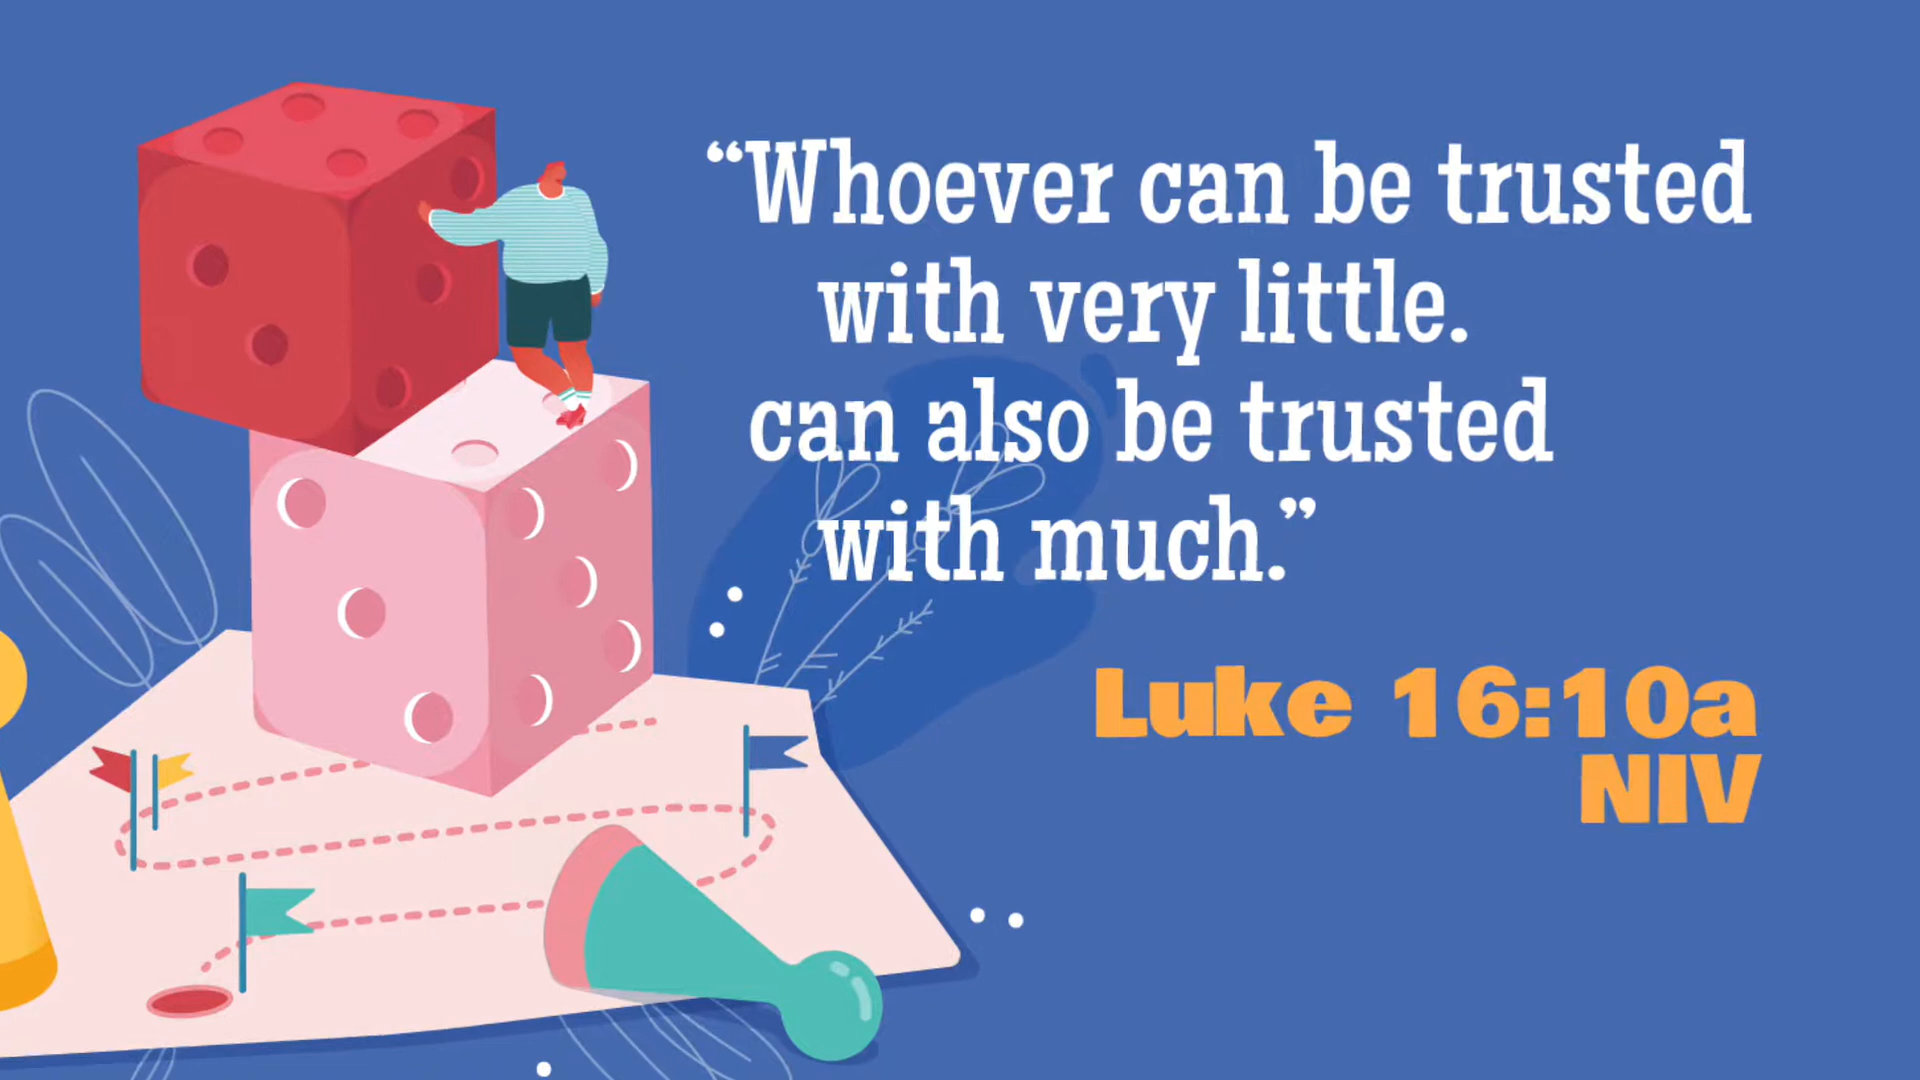 “Whoever can be trusted
with very little.
can also be trusted
with much.”
Luke 16:10a
NIV